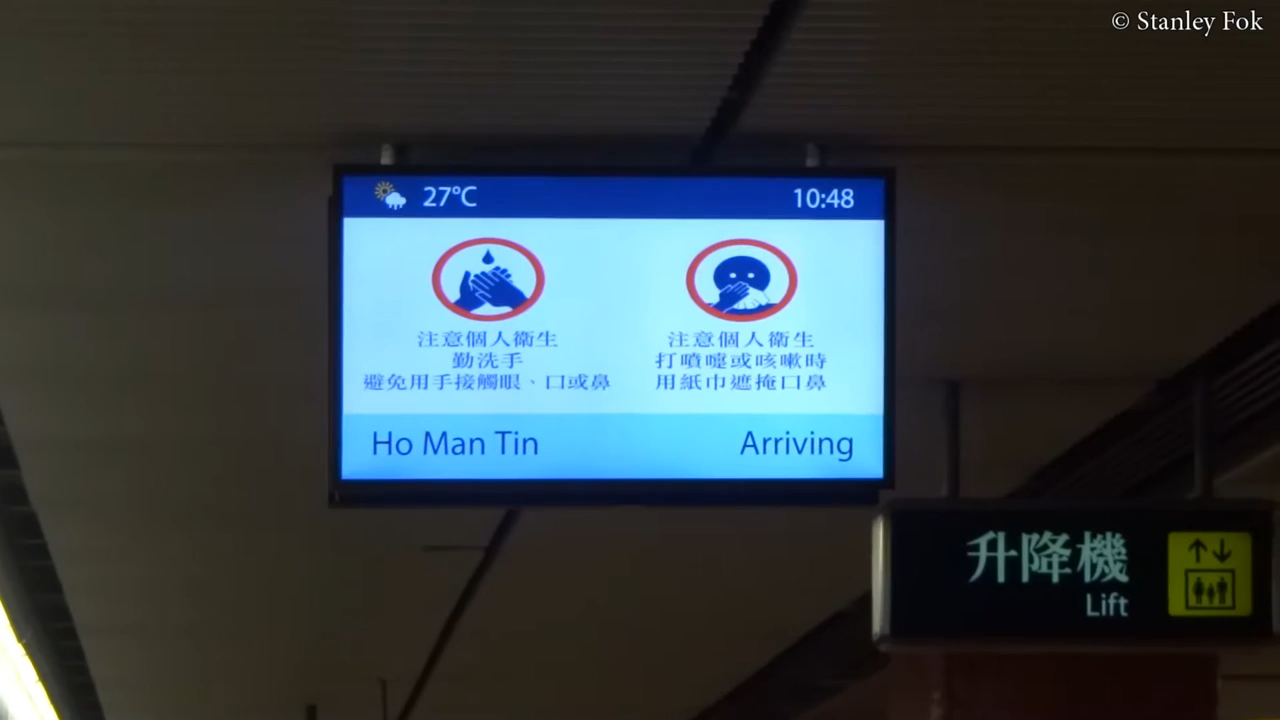 © Stanley Fok
27°C
10:48
注意個人衞生
勤洗手
避免用手接觸眼、口或鼻
注意個人衞生
打噴嚏或咳嗽時
用紙巾遮掩口鼻
Ho Man Tin
Arriving
升降機
Lift